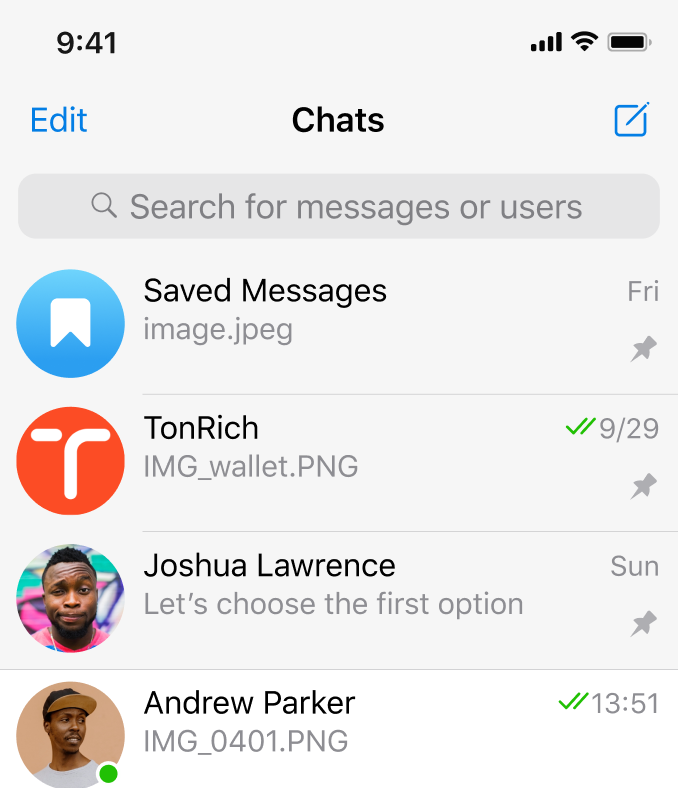 9:41
Edit
Chats
Search for messages or users
Saved Messages
Fri
image.jpeg
TonRich
9/29
IMG_wallet.PNG
Joshua Lawrence
Sun
Let’s choose the first option
Andrew Parker
13:51
IMG_0401.PNG